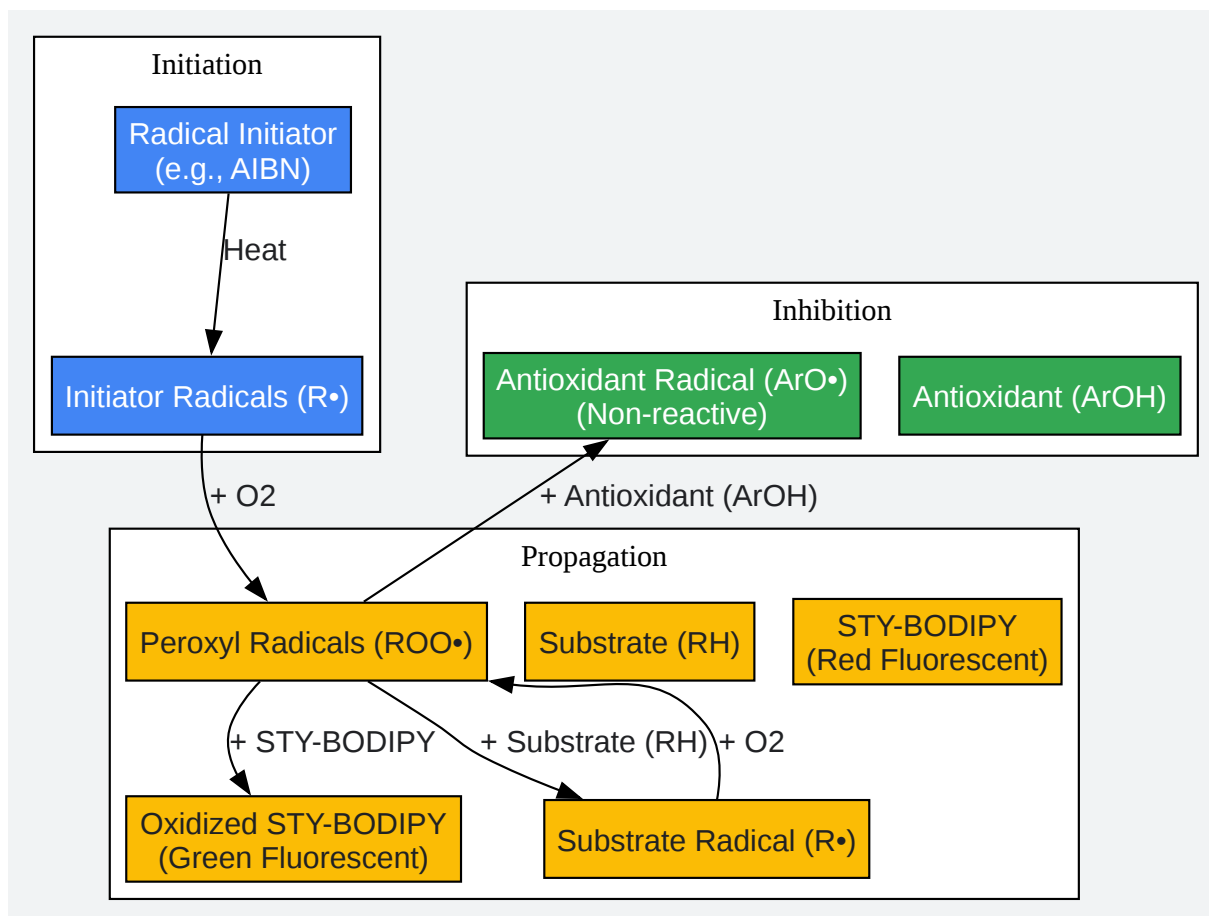 Initiation
Radical Initiator
(e.g., AIBN)
Heat
Initiator Radicals (R•)
+ O2
Inhibition
Antioxidant Radical (ArO•)
(Non-reactive)
Antioxidant (ArOH)
+ Antioxidant (ArOH)
Propagation
Peroxyl Radicals (ROO•)
Substrate (RH)
STY-BODIPY
(Red Fluorescent)
+ STY-BODIPY
+ Substrate (RH)
+ O2
Oxidized STY-BODIPY
(Green Fluorescent)
Substrate Radical (R•)